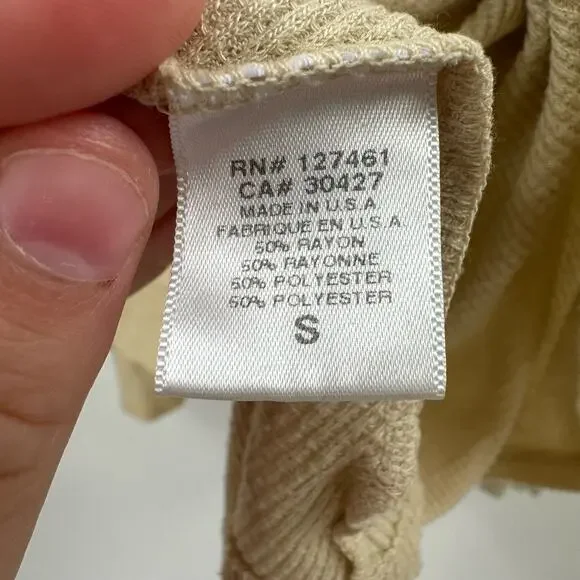 RN# 127461
CA# 30427
MADE IN U.S.A
FABRIQUE EN U.S.A
50% RAYON
50% RAYONNE
50% POLYESTER
50% POLYESTER
S